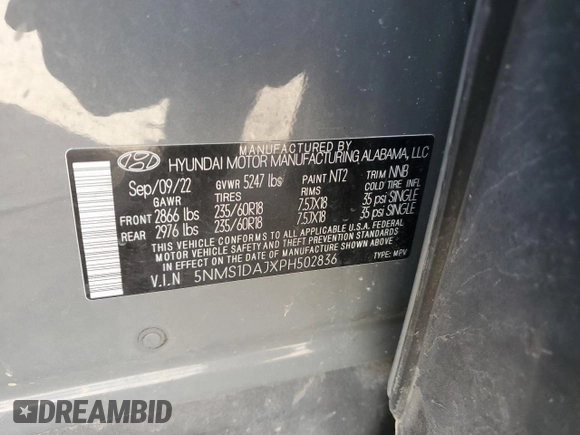 MANUFACTURED BY
HYUNDAI MOTOR MANUFACTURING ALABAMA, LLC
Sep/09/22 GVWR 5247 lbs PAINT NT2 TRIM NNB
GAWR TIRES RIMS COLD TIRE INFL
FRONT 2866 lbs 235/60R18 7.5JX18 35 psi SINGLE
REAR 2976 lbs 235/60R18 7.5JX18 35 psi SINGLE
THIS VEHICLE CONFORMS TO ALL APPLICABLE U.S.A. FEDERAL
MOTOR VEHICLE SAFETY, BUMPER, AND THEFT PREVENTION STANDARDS
IN EFFECT ON THE DATE OF MANUFACTURE SHOWN ABOVE.
V.I.N 5NMS1DAJXPH502836 TYPE: MPV
DREAMBID